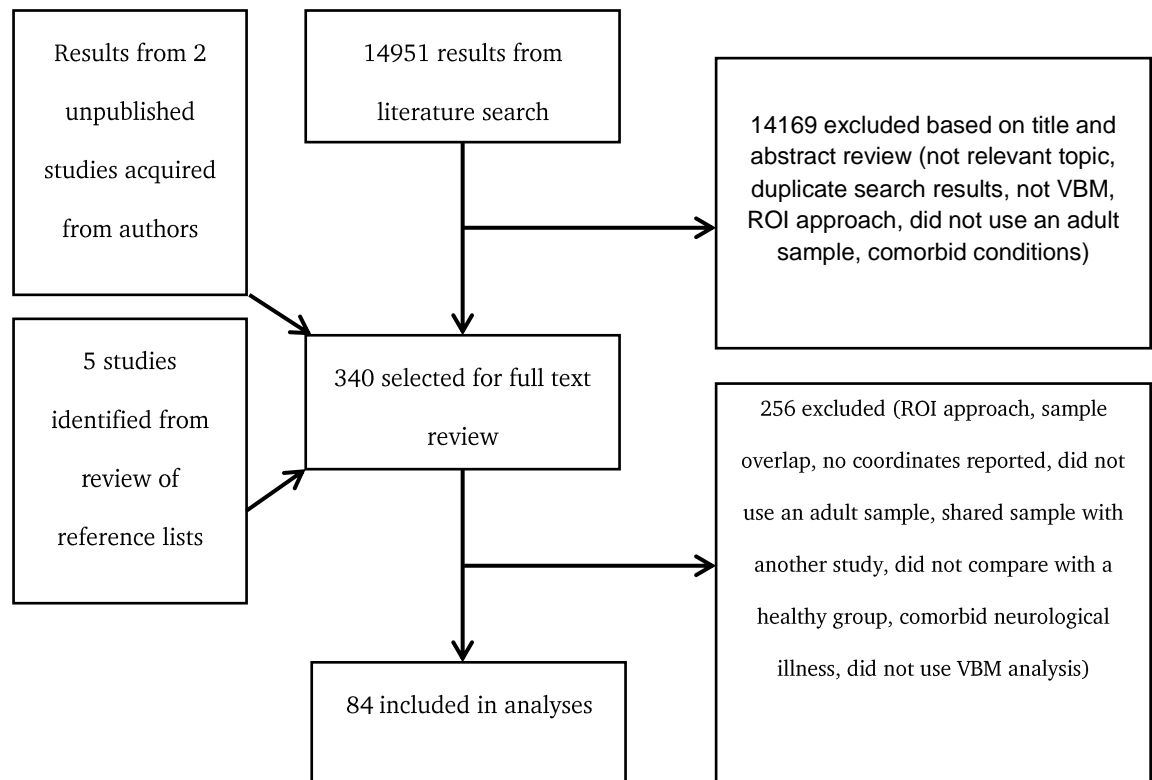 Results from 2
unpublished
studies acquired
from authors
14951 results from
literature search
14169 excluded based on title and
abstract review (not relevant topic,
duplicate search results, not VBM,
ROI approach, did not use an adult
sample, comorbid conditions)
5 studies
identified from
review of
reference lists
340 selected for full text
review
256 excluded (ROI approach, sample
overlap, no coordinates reported, did not
use an adult sample, shared sample with
another study, did not compare with a
healthy group, comorbid neurological
illness, did not use VBM analysis)
84 included in analyses